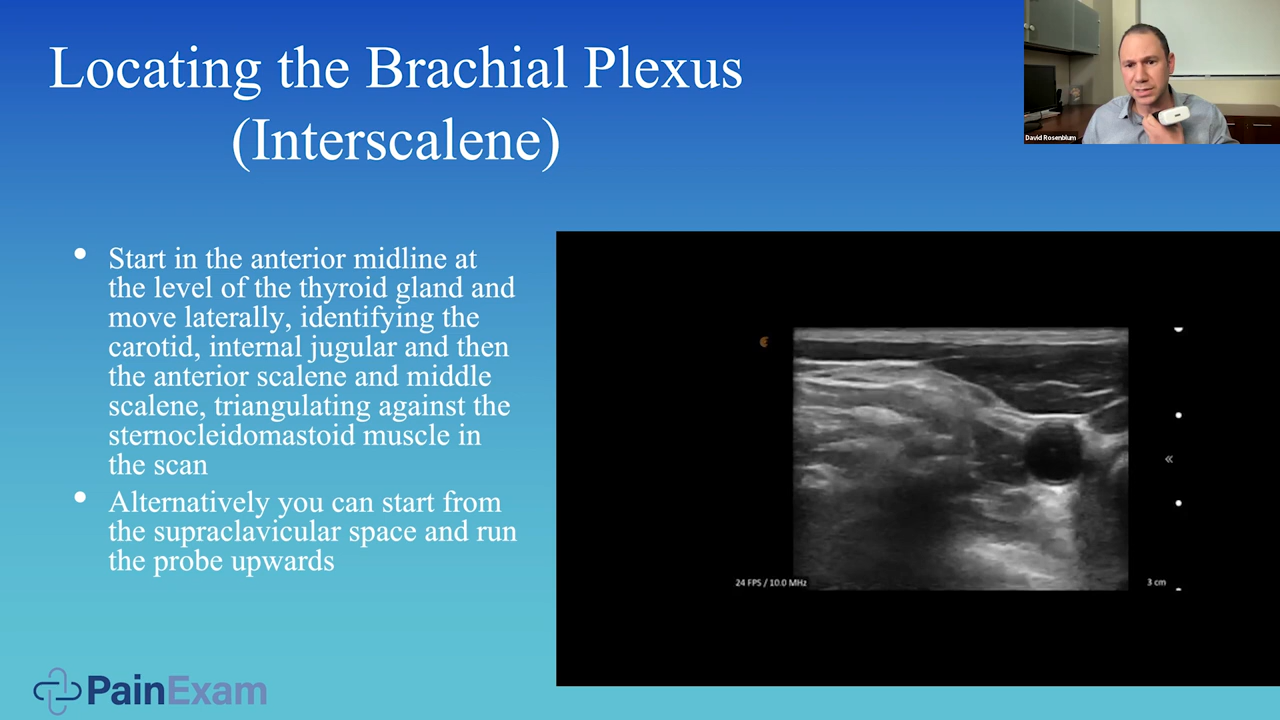 Locating the Brachial Plexus
(Interscalene)
David Rosenblum
• Start in the anterior midline at
the level of the thyroid gland and
move laterally, identifying the
carotid, internal jugular and then
the anterior scalene and middle
scalene, triangulating against the
sternocleidomastoid muscle in
the scan
• Alternatively you can start from
the supraclavicular space and run
the probe upwards
24 FPS / 10.0 MHz
3 cm
PainExam